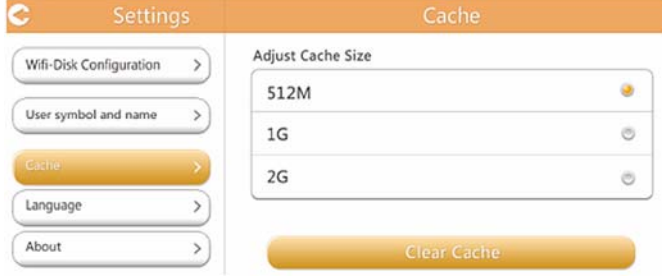 Settings
Cache
Wifi-Disk Configuration
User symbol and name
Cache
Language
About
Adjust Cache Size
512M
1G
2G
Clear Cache